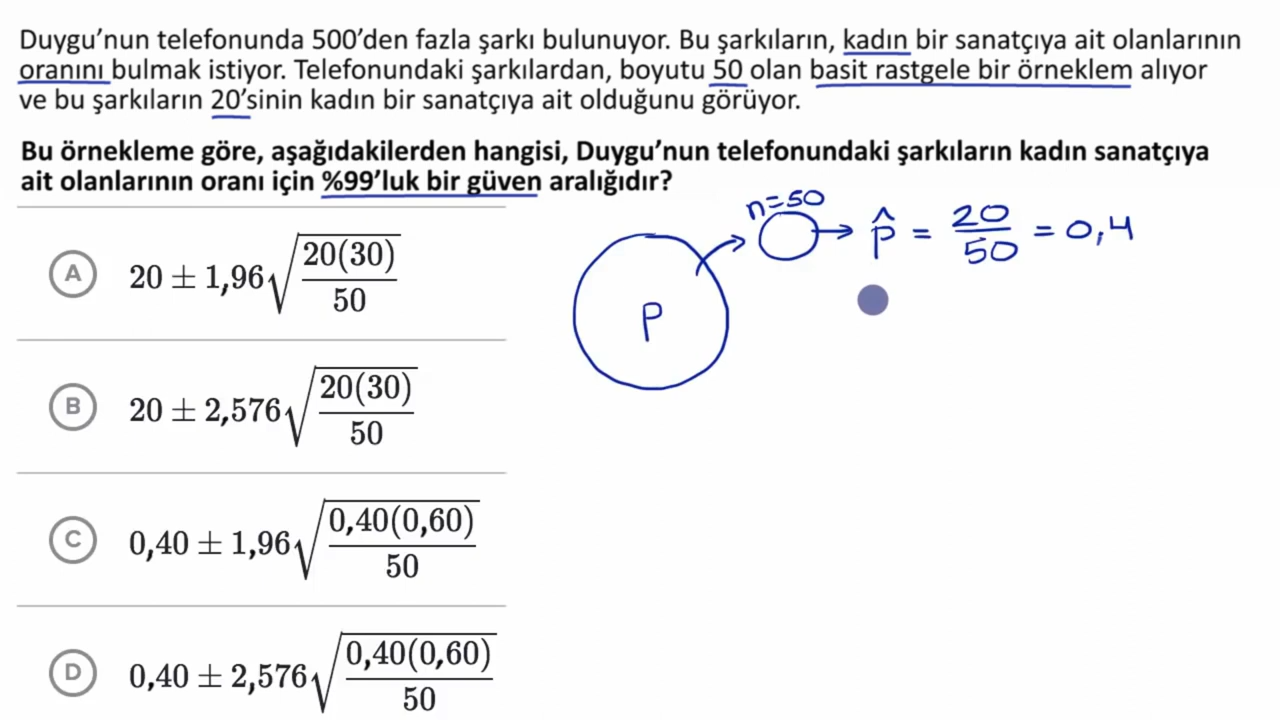 Duygu'nun telefonunda 500'den fazla şarkı bulunuyor. Bu şarkıların, kadın bir sanatçıya ait olanlarının
oranını bulmak istiyor. Telefonundaki şarkılardan, boyutu 50 olan basit rastgele bir örneklem alıyor
ve bu şarkıların 20'sinin kadın bir sanatçıya ait olduğunu görüyor.
Bu örnekleme göre, aşağıdakilerden hangisi, Duygu'nun telefonundaki şarkıların kadın sanatçıya
ait olanlarının oranı için %99'luk bir güven aralığıdır?
A 20 ± 1,96√(20(30)/50)
B 20 ± 2,576√(20(30)/50)
C 0,40 ± 1,96√(0,40(0,60)/50)
D 0,40 ± 2,576√(0,40(0,60)/50)
P
n=50
p̂ = 20/50 = 0,4